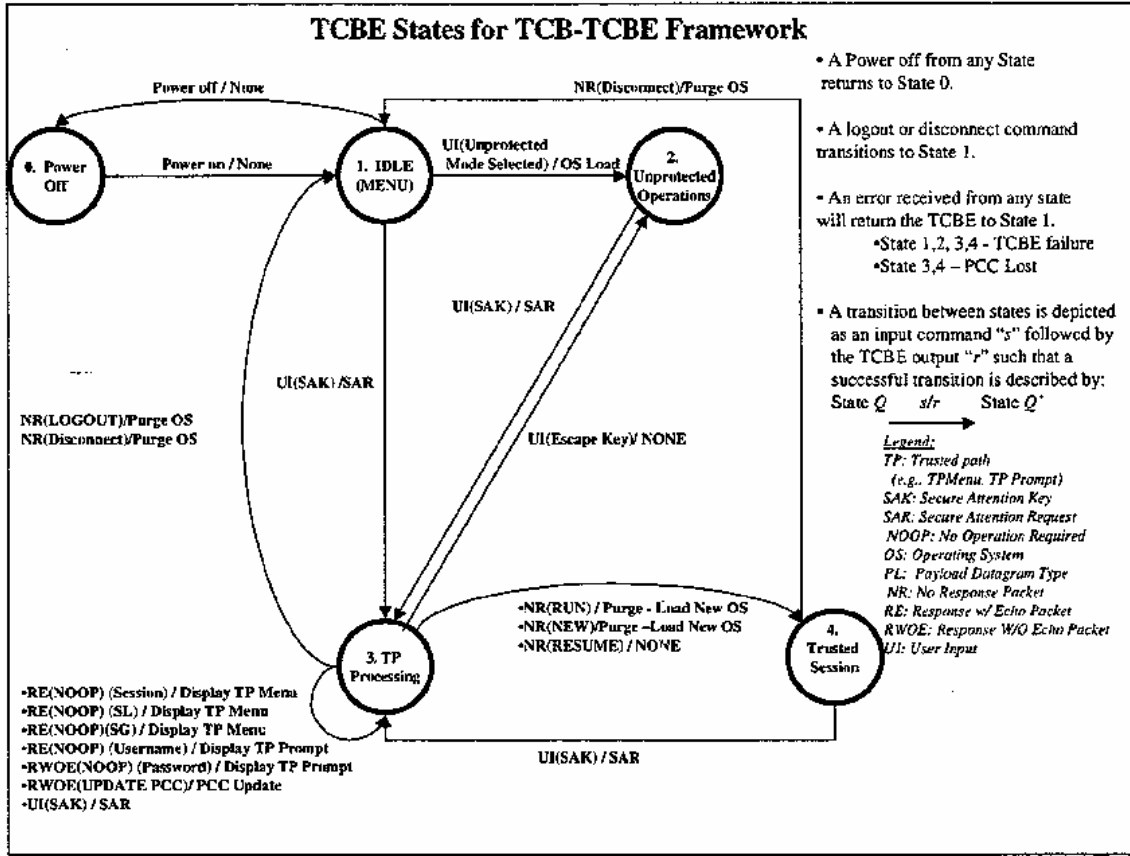 TCBE States for TCB-TCBE Framework
Power off / None
NR(Disconnect)/Purge OS
• A Power off from any State
returns to State 0.
• A logout or disconnect command
transitions to State 1.
• An error received from any state
will return the TCBE to State 1.
•State 1,2, 3,4 - TCBE failure
•State 3,4 – PCC Lost
• A transition between states is depicted
as an input command "s" followed by
the TCBE output "r" such that a
successful transition is described by:
State Q s/r State Q'
Legend:
TP: Trusted path
(e.g., TPMenu, TP Prompt)
SAK: Secure Attention Key
SAR: Secure Attention Request
NOOP: No Operation Required
OS: Operating System
PL: Payload Datagram Type
NR: No Response Packet
RE: Response w/ Echo Packet
RWOE: Response W/O Echo Packet
UI: User Input
0. Power
Off
Power on / None
1. IDLE
(MENU)
UI(Unprotected
Mode Selected) / OS Load
2.
Unprotected
Operations
UI(SAK) / SAR
UI(SAK) /SAR
NR(LOGOUT)/Purge OS
NR(Disconnect)/Purge OS
UI(Escape Key)/ NONE
•NR(RUN) / Purge - Load New OS
•NR(NEW)/Purge –Load New OS
•NR(RESUME) / NONE
3. TP
Processing
4.
Trusted
Session
•RE(NOOP) (Session) / Display TP Menu
•RE(NOOP) (SL) / Display TP Menu
•RE(NOOP)(SG) / Display TP Menu
•RE(NOOP) (Username) / Display TP Prompt
•RWOE(NOOP) (Password) / Display TP Prompt
•RWOE(UPDATE PCC)/ PCC Update
•UI(SAK) / SAR
UI(SAK) / SAR